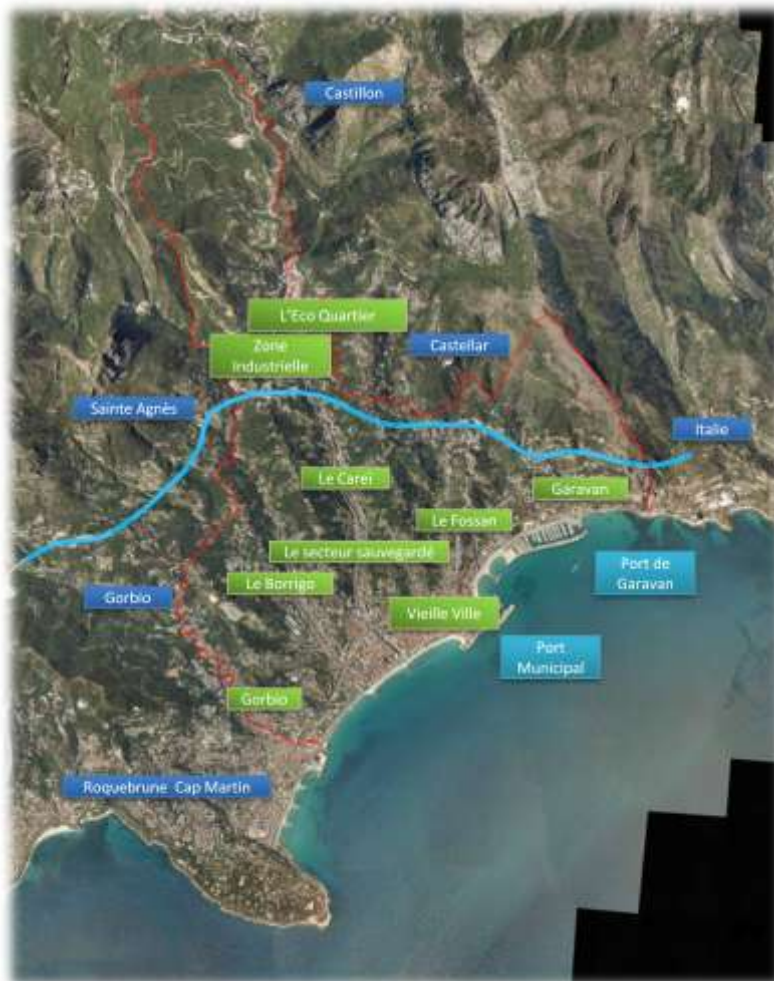 Castillon
L'Eco Quartier
Zone
Industrielle
Castellar
Sainte Agnès
Italie
Le Careï
Garavan
Le Fossan
Le secteur sauvegardé
Port de
Garavan
Le Borrigo
Gorbio
Vieille Ville
Port
Municipal
Gorbio
Roquebrune Cap Martin